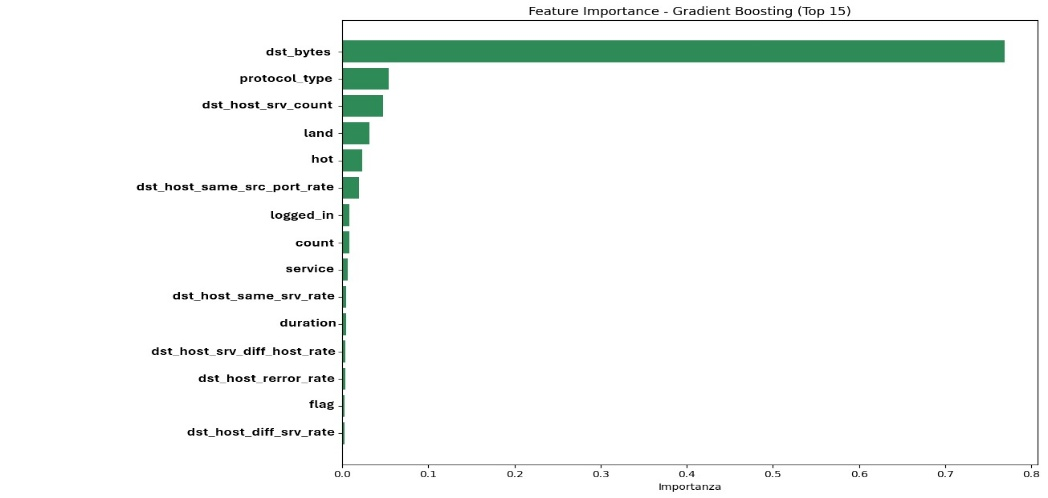 Feature Importance - Gradient Boosting (Top 15)
dst_bytes
protocol_type
dst_host_srv_count
land
hot
dst_host_same_src_port_rate
logged_in
count
service
dst_host_same_srv_rate
duration
dst_host_srv_diff_host_rate
dst_host_rerror_rate
flag
dst_host_diff_srv_rate
0.0 0.1 0.2 0.3 0.4 0.5 0.6 0.7 0.8
Importanza